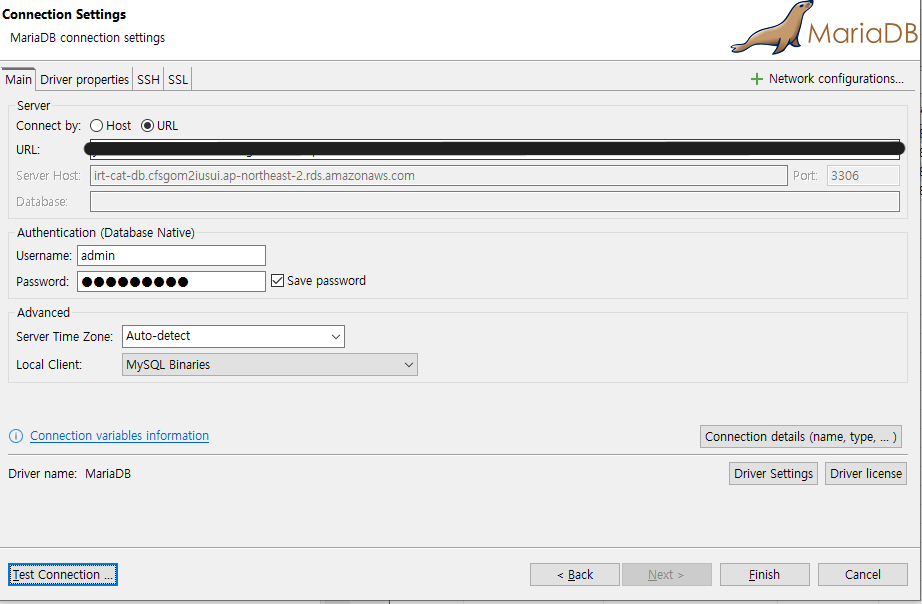 Connection Settings
MariaDB connection settings
MariaDB
Main Driver properties SSH SSL
Network configurations...
Server
Connect by: Host URL
URL:
Server Host: irt-cat-db.cfsgom2iusui.ap-northeast-2.rds.amazonaws.com Port: 3306
Database:
Authentication (Database Native)
Username: admin
Password: ●●●●●●●●● Save password
Advanced
Server Time Zone: Auto-detect
Local Client: MySQL Binaries
Connection variables information
Connection details (name, type, ... )
Driver name: MariaDB
Driver Settings Driver license
Test Connection ... < Back Next > Finish Cancel